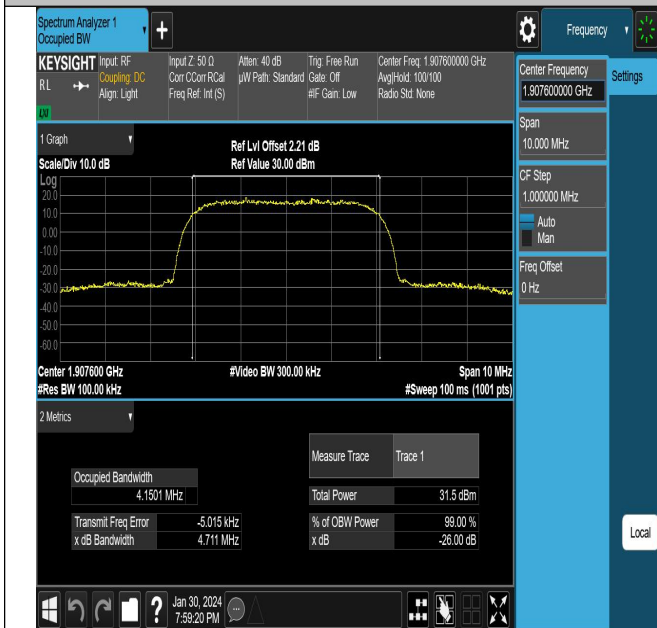 Spectrum Analyzer 1
Occupied BW
+
Frequency
KEYSIGHT
RL
LXI
Input: RF
Coupling: DC
Align: Light
Input Z: 50 Ω
Corr CCorr RCal
Freq Ref: Int (S)
Atten: 40 dB
µW Path: Standard
Trig: Free Run
Gate: Off
#IF Gain: Low
Center Freq: 1.907600000 GHz
Avg|Hold: 100/100
Radio Std: None
Center Frequency
1.907600000 GHz
Settings
Span
10.000 MHz
CF Step
1.000000 MHz
Auto
Man
Freq Offset
0 Hz
1 Graph
Scale/Div 10.0 dB
Ref Lvl Offset 2.21 dB
Ref Value 30.00 dBm
Log
20.0
10.0
0.00
-10.0
-20.0
-30.0
-40.0
-50.0
-60.0
Center 1.907600 GHz
#Video BW 300.00 kHz
Span 10 MHz
#Res BW 100.00 kHz
#Sweep 100 ms (1001 pts)
2 Metrics
Measure Trace Trace 1
Occupied Bandwidth
4.1501 MHz
Total Power 31.5 dBm
Transmit Freq Error -5.015 kHz
% of OBW Power 99.00 %
x dB Bandwidth 4.711 MHz
x dB -26.00 dB
Local
?
Jan 30, 2024
7:59:20 PM